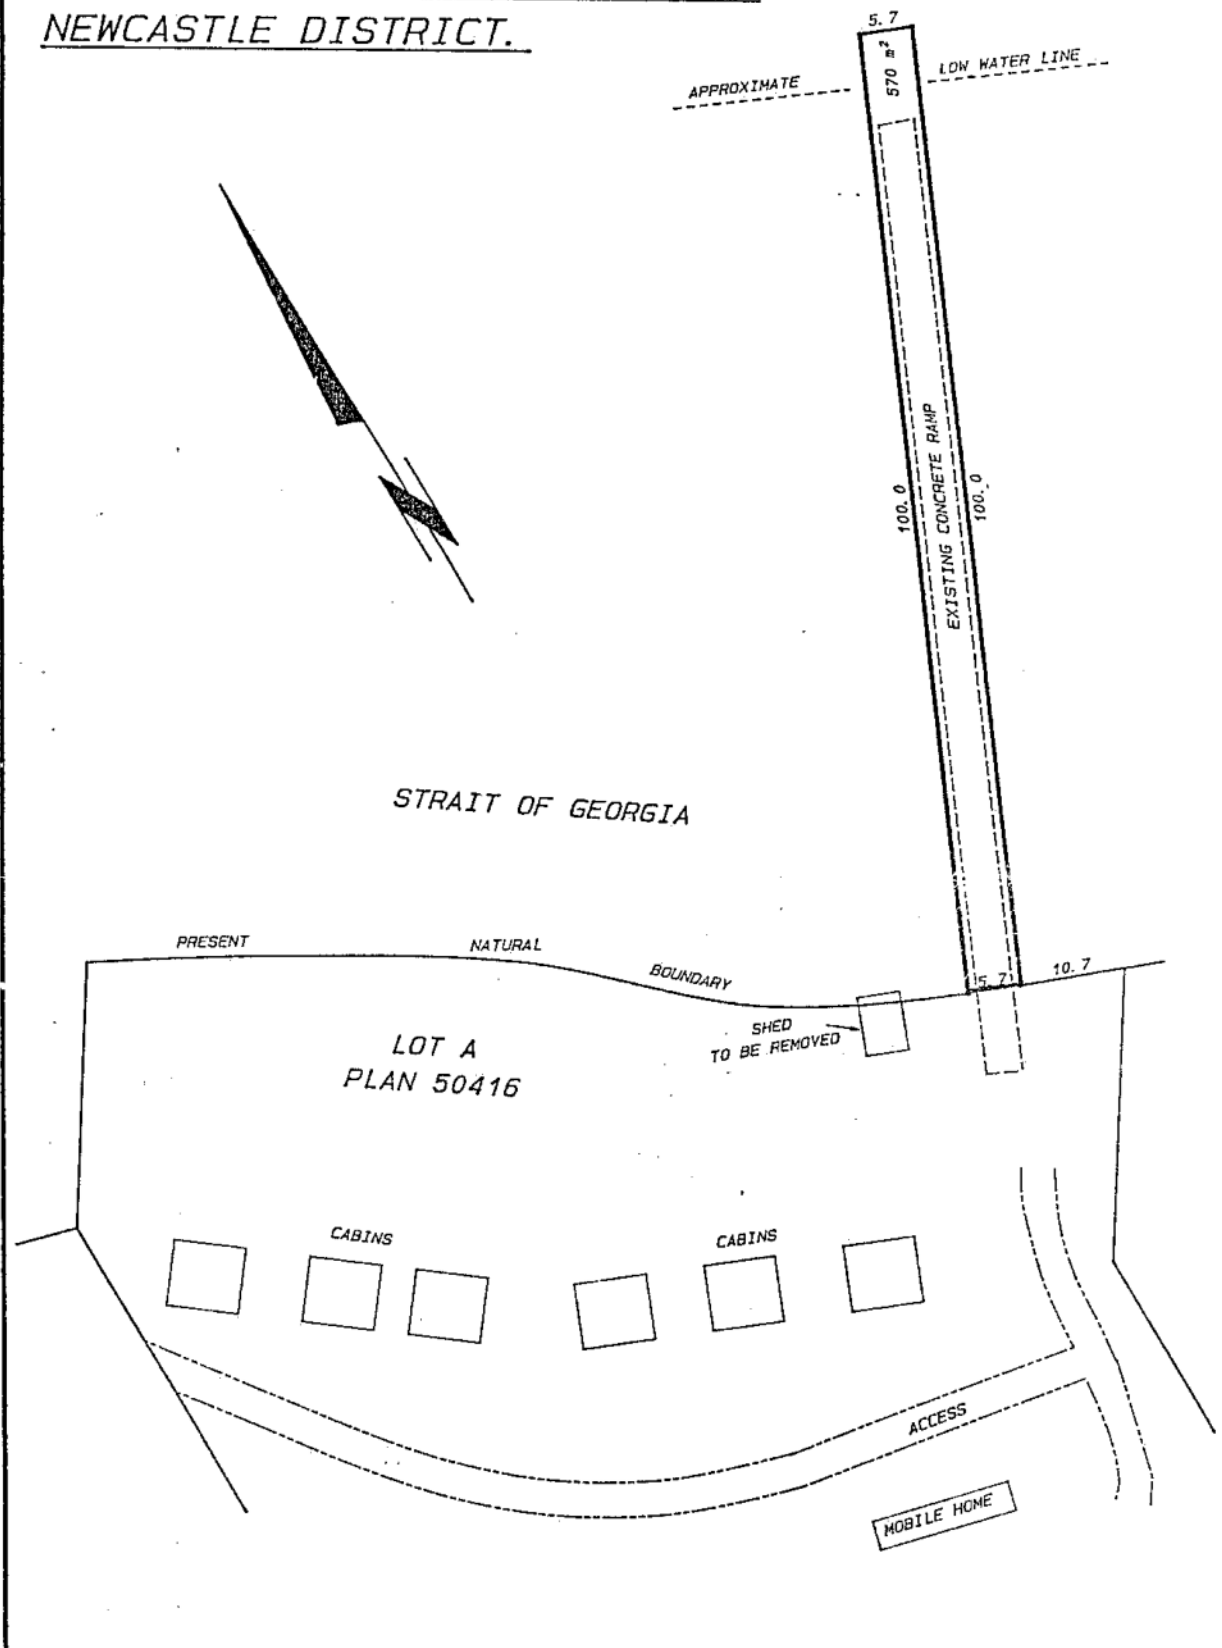 NEWCASTLE DISTRICT.
5.7
570 m²
APPROXIMATE
LOW WATER LINE
EXISTING CONCRETE RAMP
100.0
100.0
STRAIT OF GEORGIA
PRESENT
NATURAL
BOUNDARY
5.7
10.7
SHED
TO BE REMOVED
LOT A
PLAN 50416
CABINS
CABINS
ACCESS
MOBILE HOME